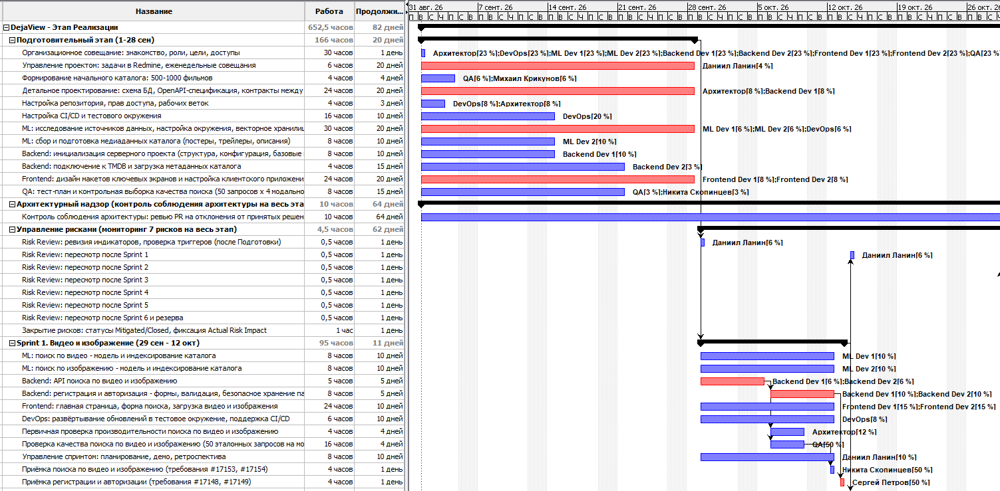 Название Работа Продолжи... 31 авг. 26 7 сент. 26 14 сент. 26 21 сент. 26 28 сент. 26 5 окт. 26 12 окт. 26 19 окт. 26 26 окт. 26
П В С Ч П С В П В С Ч П С В П В С Ч П С В П В С Ч П С В П В С Ч П С В П В С Ч П С В П В С Ч П С В П В С Ч П С В П В С
DejaView - Этап Реализации 652,5 часов 82 дней
Подготовительный этап (1-28 сен) 166 часов 20 дней
Организационное совещание: знакомство, роли, цели, доступы 30 часов 1 день Архитектор[23 %];DevOps[23 %];ML Dev 1[23 %];ML Dev 2[23 %];Backend Dev 1[23 %];Backend Dev 2[23 %];Frontend Dev 1[23 %];Frontend Dev 2[23 %];QA[23 %
Управление проектом: задачи в Redmine, еженедельные совещания 6 часов 20 дней Даниил Ланин[4 %]
Формирование начального каталога: 500-1000 фильмов 4 часов 4 дней QA[6 %];Михаил Крикунов[6 %]
Детальное проектирование: схема БД, OpenAPI-спецификация, контракты между 24 часов 20 дней Архитектор[8 %];Backend Dev 1[8 %]
Настройка репозитория, прав доступа, рабочих веток 4 часов 3 дней DevOps[8 %];Архитектор[8 %]
Настройка CI/CD и тестового окружения 16 часов 10 дней DevOps[20 %]
ML: исследование источников данных, настройка окружения, векторное хранилищ 30 часов 20 дней ML Dev 1[6 %];ML Dev 2[6 %];DevOps[6 %]
ML: сбор и подготовка медиаданных каталога (постеры, трейлеры, описания) 8 часов 10 дней ML Dev 2[10 %]
Backend: инициализация серверного проекта (структура, конфигурация, базовые 8 часов 10 дней Backend Dev 1[10 %]
Backend: подключение к TMDB и загрузка метаданных каталога 4 часов 15 дней Backend Dev 2[3 %]
Frontend: дизайн макетов ключевых экранов и настройка клиентского приложени 24 часов 20 дней Frontend Dev 1[8 %];Frontend Dev 2[8 %]
QA: тест-план и контрольная выборка качества поиска (50 запросов х 4 модально 8 часов 15 дней QA[3 %];Никита Скопинцев[3 %]
Архитектурный надзор (контроль соблюдения архитектуры на весь эта 10 часов 64 дней
Контроль соблюдения архитектуры: ревью PR на отклонения от принятых решен 10 часов 64 дней
Управление рисками (мониторинг 7 рисков на весь этап) 4,5 часов 62 дней
Risk Review: ревизия индикаторов, проверка триггеров (после Подготовки) 0,5 часов 1 день Даниил Ланин[6 %]
Risk Review: пересмотр после Sprint 1 0,5 часов 1 день Даниил Ланин[6 %]
Risk Review: пересмотр после Sprint 2 0,5 часов 1 день
Risk Review: пересмотр после Sprint 3 0,5 часов 1 день
Risk Review: пересмотр после Sprint 4 0,5 часов 1 день
Risk Review: пересмотр после Sprint 5 0,5 часов 1 день
Risk Review: пересмотр после Sprint 6 и резерва 0,5 часов 1 день
Закрытие рисков: статусы Mitigated/Closed, фиксация Actual Risk Impact 1 час 1 день
Sprint 1. Видео и изображение (29 сен - 12 окт) 95 часов 11 дней
ML: поиск по видео - модель и индексирование каталога 8 часов 10 дней ML Dev 1[10 %]
ML: поиск по изображению - модель и индексирование каталога 8 часов 10 дней ML Dev 2[10 %]
Backend: API поиска по видео и изображению 5 часов 5 дней Backend Dev 1[6 %];Backend Dev 2[6 %]
Backend: регистрация и авторизация - формы, валидация, безопасное хранение па 8 часов 5 дней Backend Dev 1[10 %];Backend Dev 2[10 %]
Frontend: главная страница, форма поиска, загрузка видео и изображения 24 часов 10 дней Frontend Dev 1[15 %];Frontend Dev 2[15 %]
DevOps: развёртывание обновлений в тестовое окружение, поддержка CI/CD 6 часов 10 дней DevOps[8 %]
Первичная проверка производительности поиска по видео и изображению 4 часов 4 дней Архитектор[12 %]
Проверка качества поиска по видео и изображению (50 эталонных запросов на мо 16 часов 4 дней QA[50 %]
Управление спринтом: планирование, демо, ретроспектива 8 часов 10 дней Даниил Ланин[10 %]
Приёмка поиска по видео и изображению (требования #17153, #17154) 4 часов 1 день Никита Скопинцев[50 %]
Приёмка регистрации и авторизации (требования #17148, #17149) 4 часов 1 день Сергей Петров[50 %]